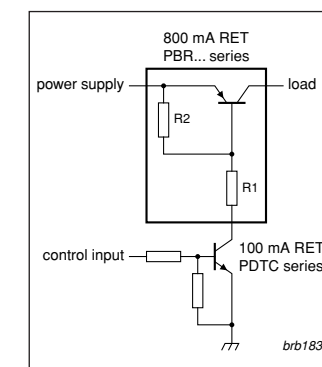 800 mA RET
PBR... series
power supply
load
R2
R1
control input
100 mA RET
PDTC series
brb183